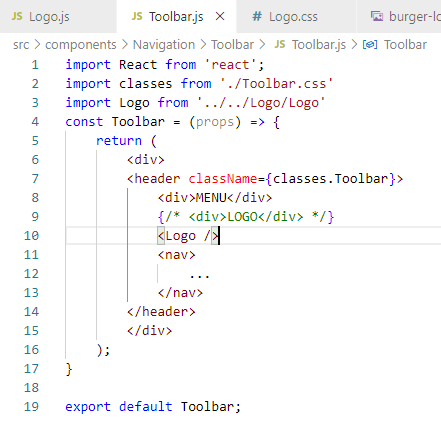 JS Logo.js JS Toolbar.js × # Logo.css burger-lo
src > components > Navigation > Toolbar > JS Toolbar.js > Toolbar
1 import React from 'react';
2 import classes from './Toolbar.css'
3 import Logo from '../../Logo/Logo'
4 const Toolbar = (props) => {
5     return (
6         <div>
7         <header className={classes.Toolbar}>
8             <div>MENU</div>
9             {/* <div>LOGO</div> */}
10             <Logo />
11             <nav>
12                 ...
13             </nav>
14         </header>
15         </div>
16     );
17 }
18
19 export default Toolbar;